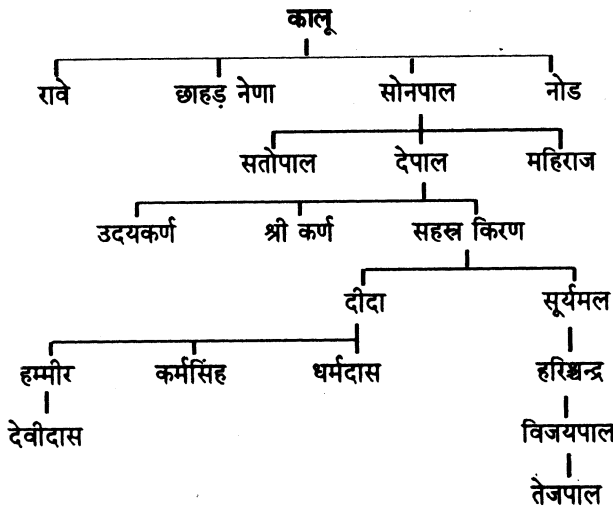 कालू
रावे छाहड़ नेणा सोनपाल नोड
सतोपाल देपाल महिराज
उदयकर्ण श्री कर्ण सहस्त्र किरण
दीदा सूर्यमल
हम्मीर कर्मसिंह धर्मदास हरिश्चन्द्र
देवीदास विजयपाल
तेजपाल